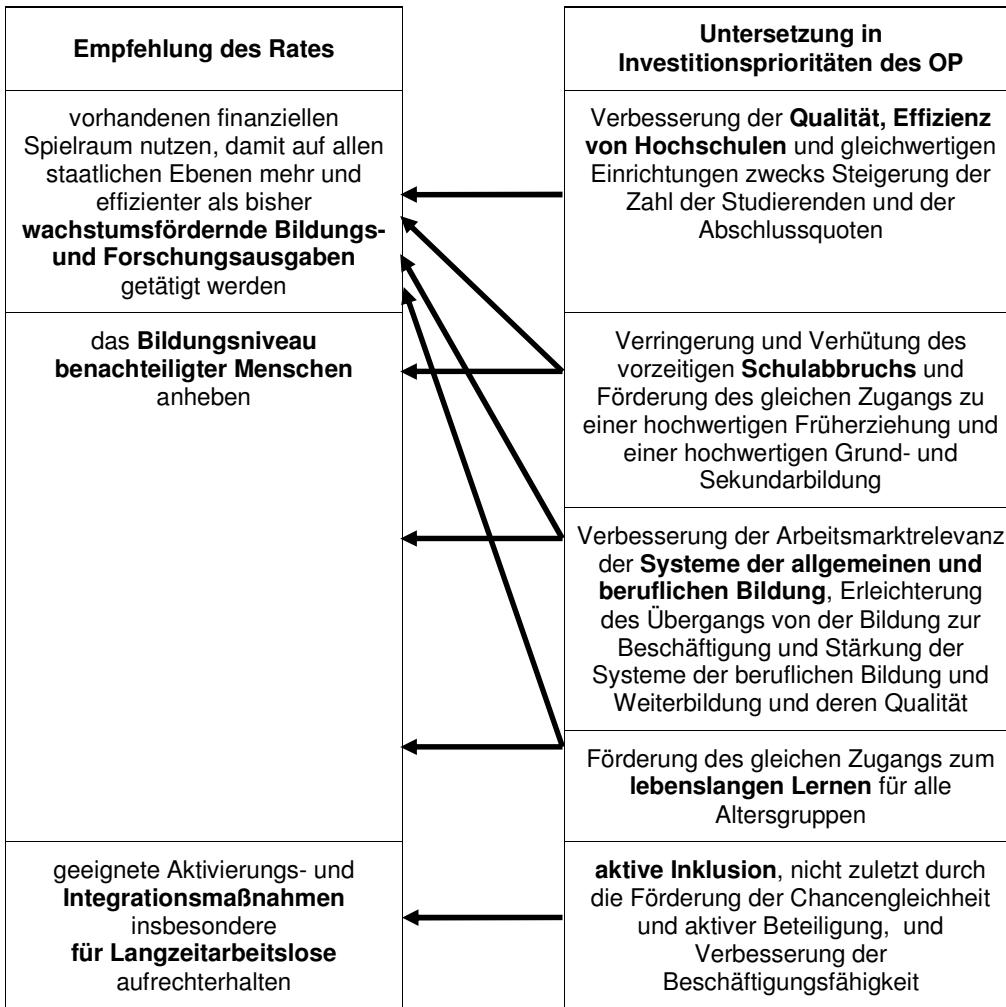 Empfehlung des Rates
Untersetzung in
Investitionsprioritäten des OP
vorhandenen finanziellen
Spielraum nutzen, damit auf allen
staatlichen Ebenen mehr und
effizienter als bisher
wachstumsfördernde Bildungs-
und Forschungsausgaben
getätigt werden
Verbesserung der Qualität, Effizienz
von Hochschulen und gleichwertigen
Einrichtungen zwecks Steigerung der
Zahl der Studierenden und der
Abschlussquoten
das Bildungsniveau
benachteiligter Menschen
anheben
Verringerung und Verhütung des
vorzeitigen Schulabbruchs und
Förderung des gleichen Zugangs zu
einer hochwertigen Früherziehung und
einer hochwertigen Grund- und
Sekundarbildung
Verbesserung der Arbeitsmarktrelevanz
der Systeme der allgemeinen und
beruflichen Bildung, Erleichterung
des Übergangs von der Bildung zur
Beschäftigung und Stärkung der
Systeme der beruflichen Bildung und
Weiterbildung und deren Qualität
Förderung des gleichen Zugangs zum
lebenslangen Lernen für alle
Altersgruppen
geeignete Aktivierungs- und
Integrationsmaßnahmen
insbesondere
für Langzeitarbeitslose
aufrechterhalten
aktive Inklusion, nicht zuletzt durch
die Förderung der Chancengleichheit
und aktiver Beteiligung, und
Verbesserung der
Beschäftigungsfähigkeit